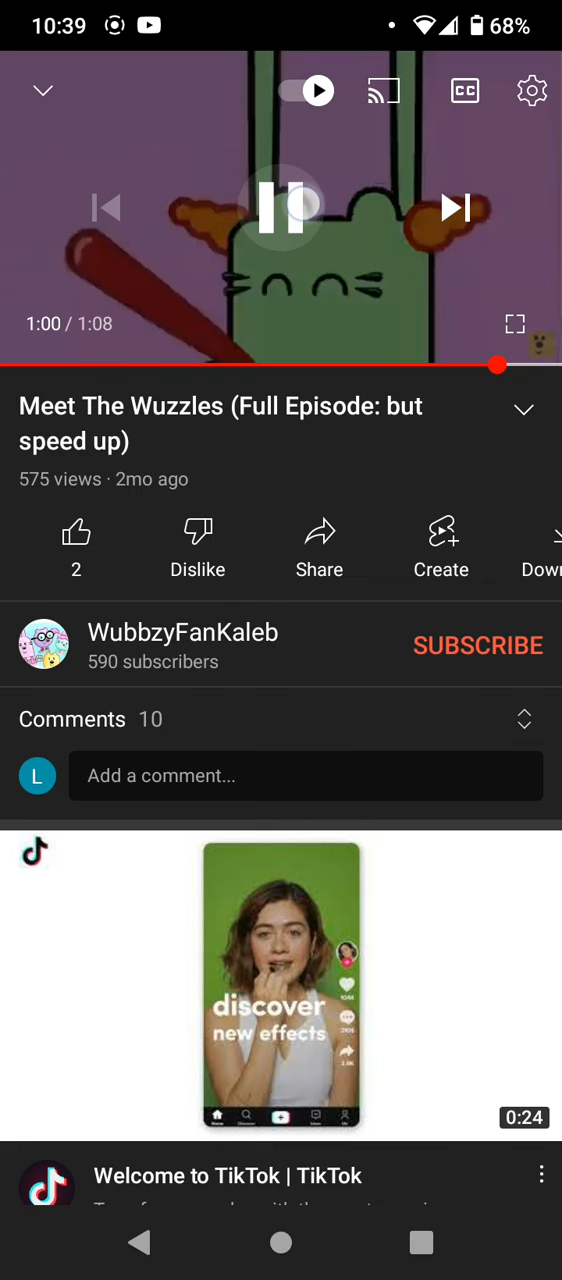 10:39
68%
CC
1:00 / 1:08
Meet The Wuzzles (Full Episode: but
speed up)
575 views · 2mo ago
2
Dislike
Share
Create
Dow
WubbzyFanKaleb
590 subscribers
SUBSCRIBE
Comments 10
L
Add a comment...
discover
new effects
0:24
Welcome to TikTok | TikTok